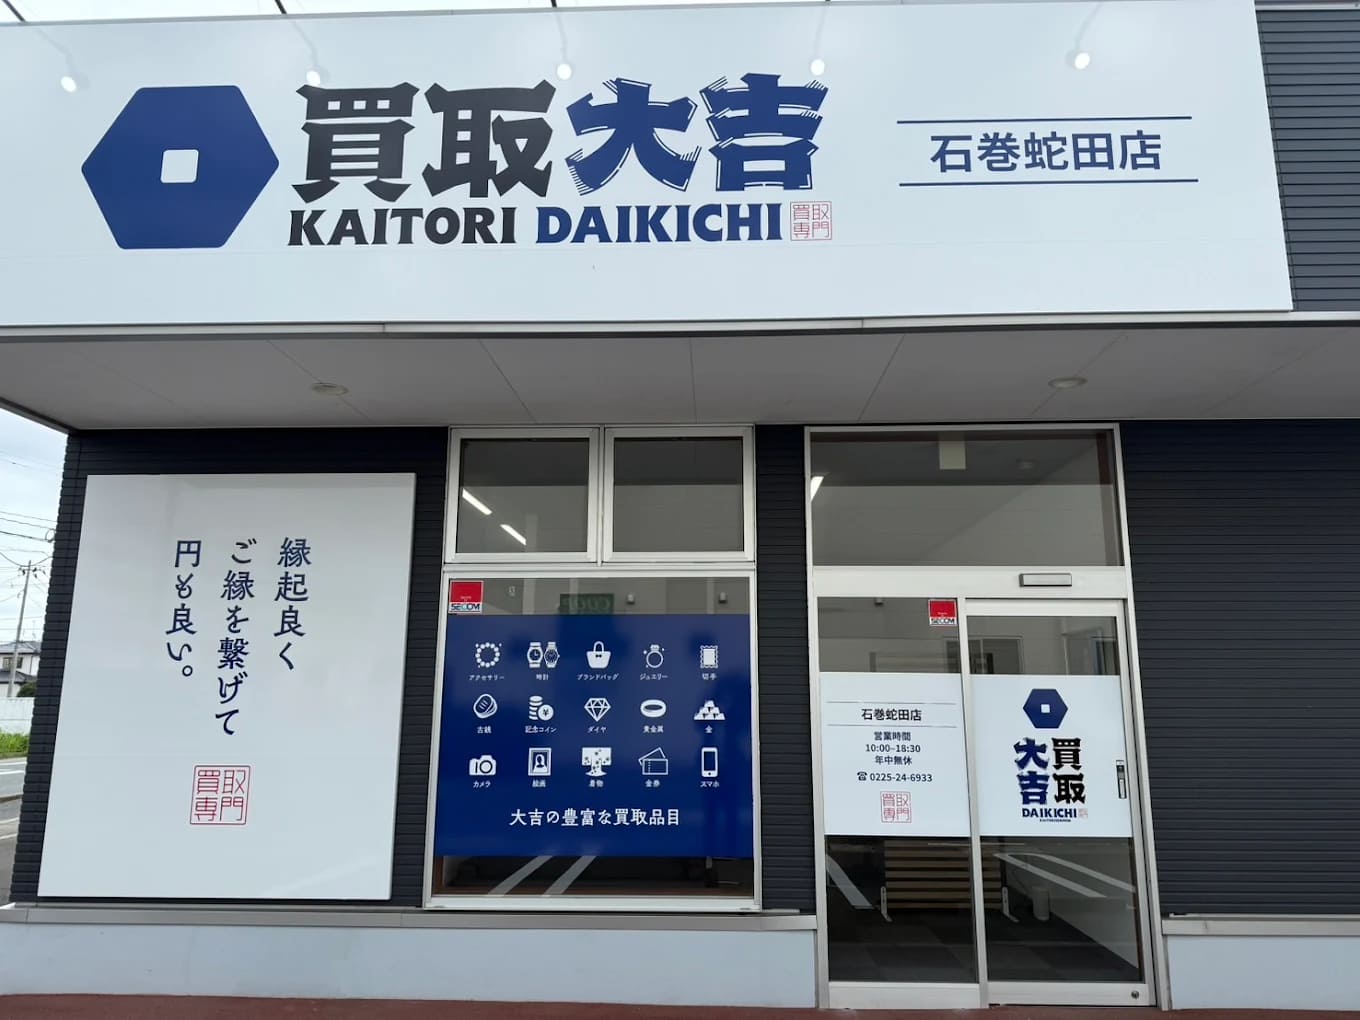 買取大吉
KAITORI DAIKICHI
買取
専門
石巻蛇田店
縁起良く
ご縁を繋げて
円も良い。
買取
専門
SECOM
アクセサリー
時計
ブランドバッグ
ジュエリー
切手
古銭
記念コイン
ダイヤ
貴金属
金
カメラ
絵画
着物
金券
スマホ
大吉の豊富な買取品目
SECOM
石巻蛇田店
営業時間
10:00–18:30
年中無休
☎ 0225-24-6933
買取
専門
買取
大吉
DAIKICHI